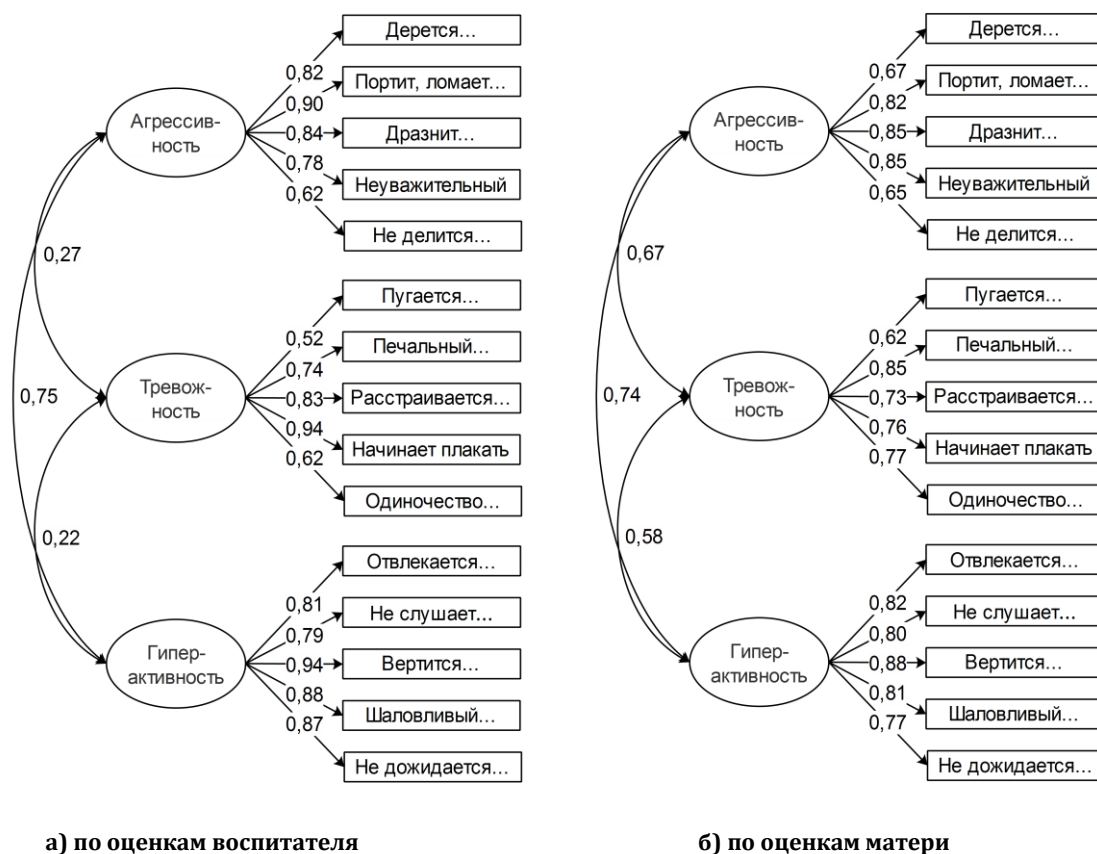 Дерется…
0,82
Портит, ломает…
0,90
Агрессив-
ность
0,84
Дразнит…
0,78
Неуважительный
0,62
Не делится…
0,27
Пугается…
0,52
Печальный…
0,74
Тревож-
ность
0,83
Расстраивается…
0,94
Начинает плакать
0,62
Одиночество…
0,75
0,22
Отвлекается…
0,81
Не слушает…
0,79
Гипер-
активность
0,94
Вертится…
0,88
Шаловливый…
0,87
Не дожидается…
а) по оценкам воспитателя
Дерется…
0,67
Портит, ломает…
0,82
Агрессив-
ность
0,85
Дразнит…
0,85
Неуважительный
0,65
Не делится…
0,67
Пугается…
0,62
Печальный…
0,85
Тревож-
ность
0,73
Расстраивается…
0,76
Начинает плакать
0,77
Одиночество…
0,74
0,58
Отвлекается…
0,82
Не слушает…
0,80
Гипер-
активность
0,88
Вертится…
0,81
Шаловливый…
0,77
Не дожидается…
б) по оценкам матери